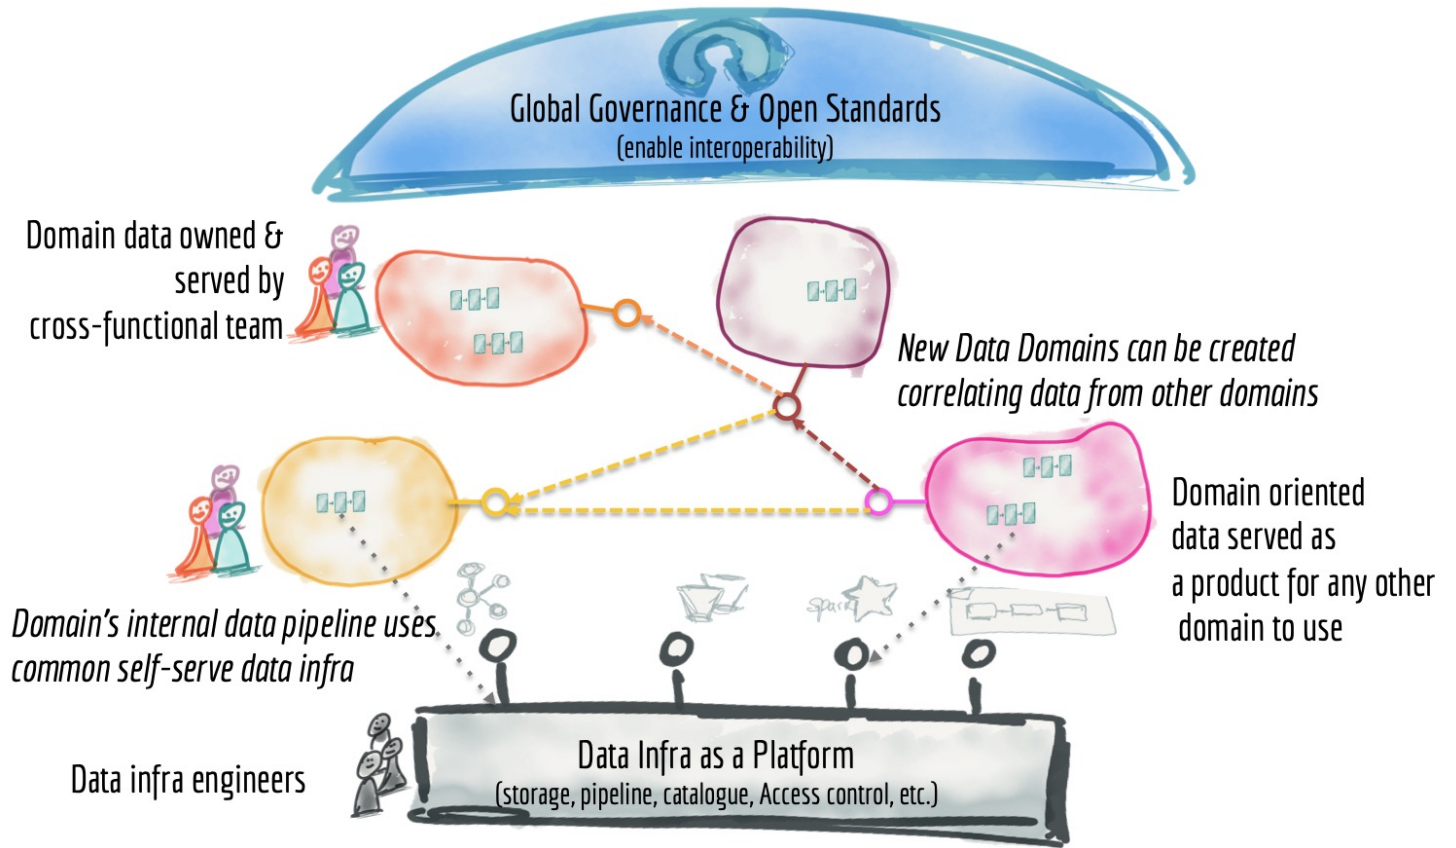 Global Governance & Open Standards
(enable interoperability)
Domain data owned &
served by
cross-functional team
New Data Domains can be created
correlating data from other domains
Domain oriented
data served as
a product for any other
domain to use
Domain's internal data pipeline uses
common self-serve data infra
spark
Data infra engineers
Data Infra as a Platform
(storage, pipeline, catalogue, Access control, etc.)